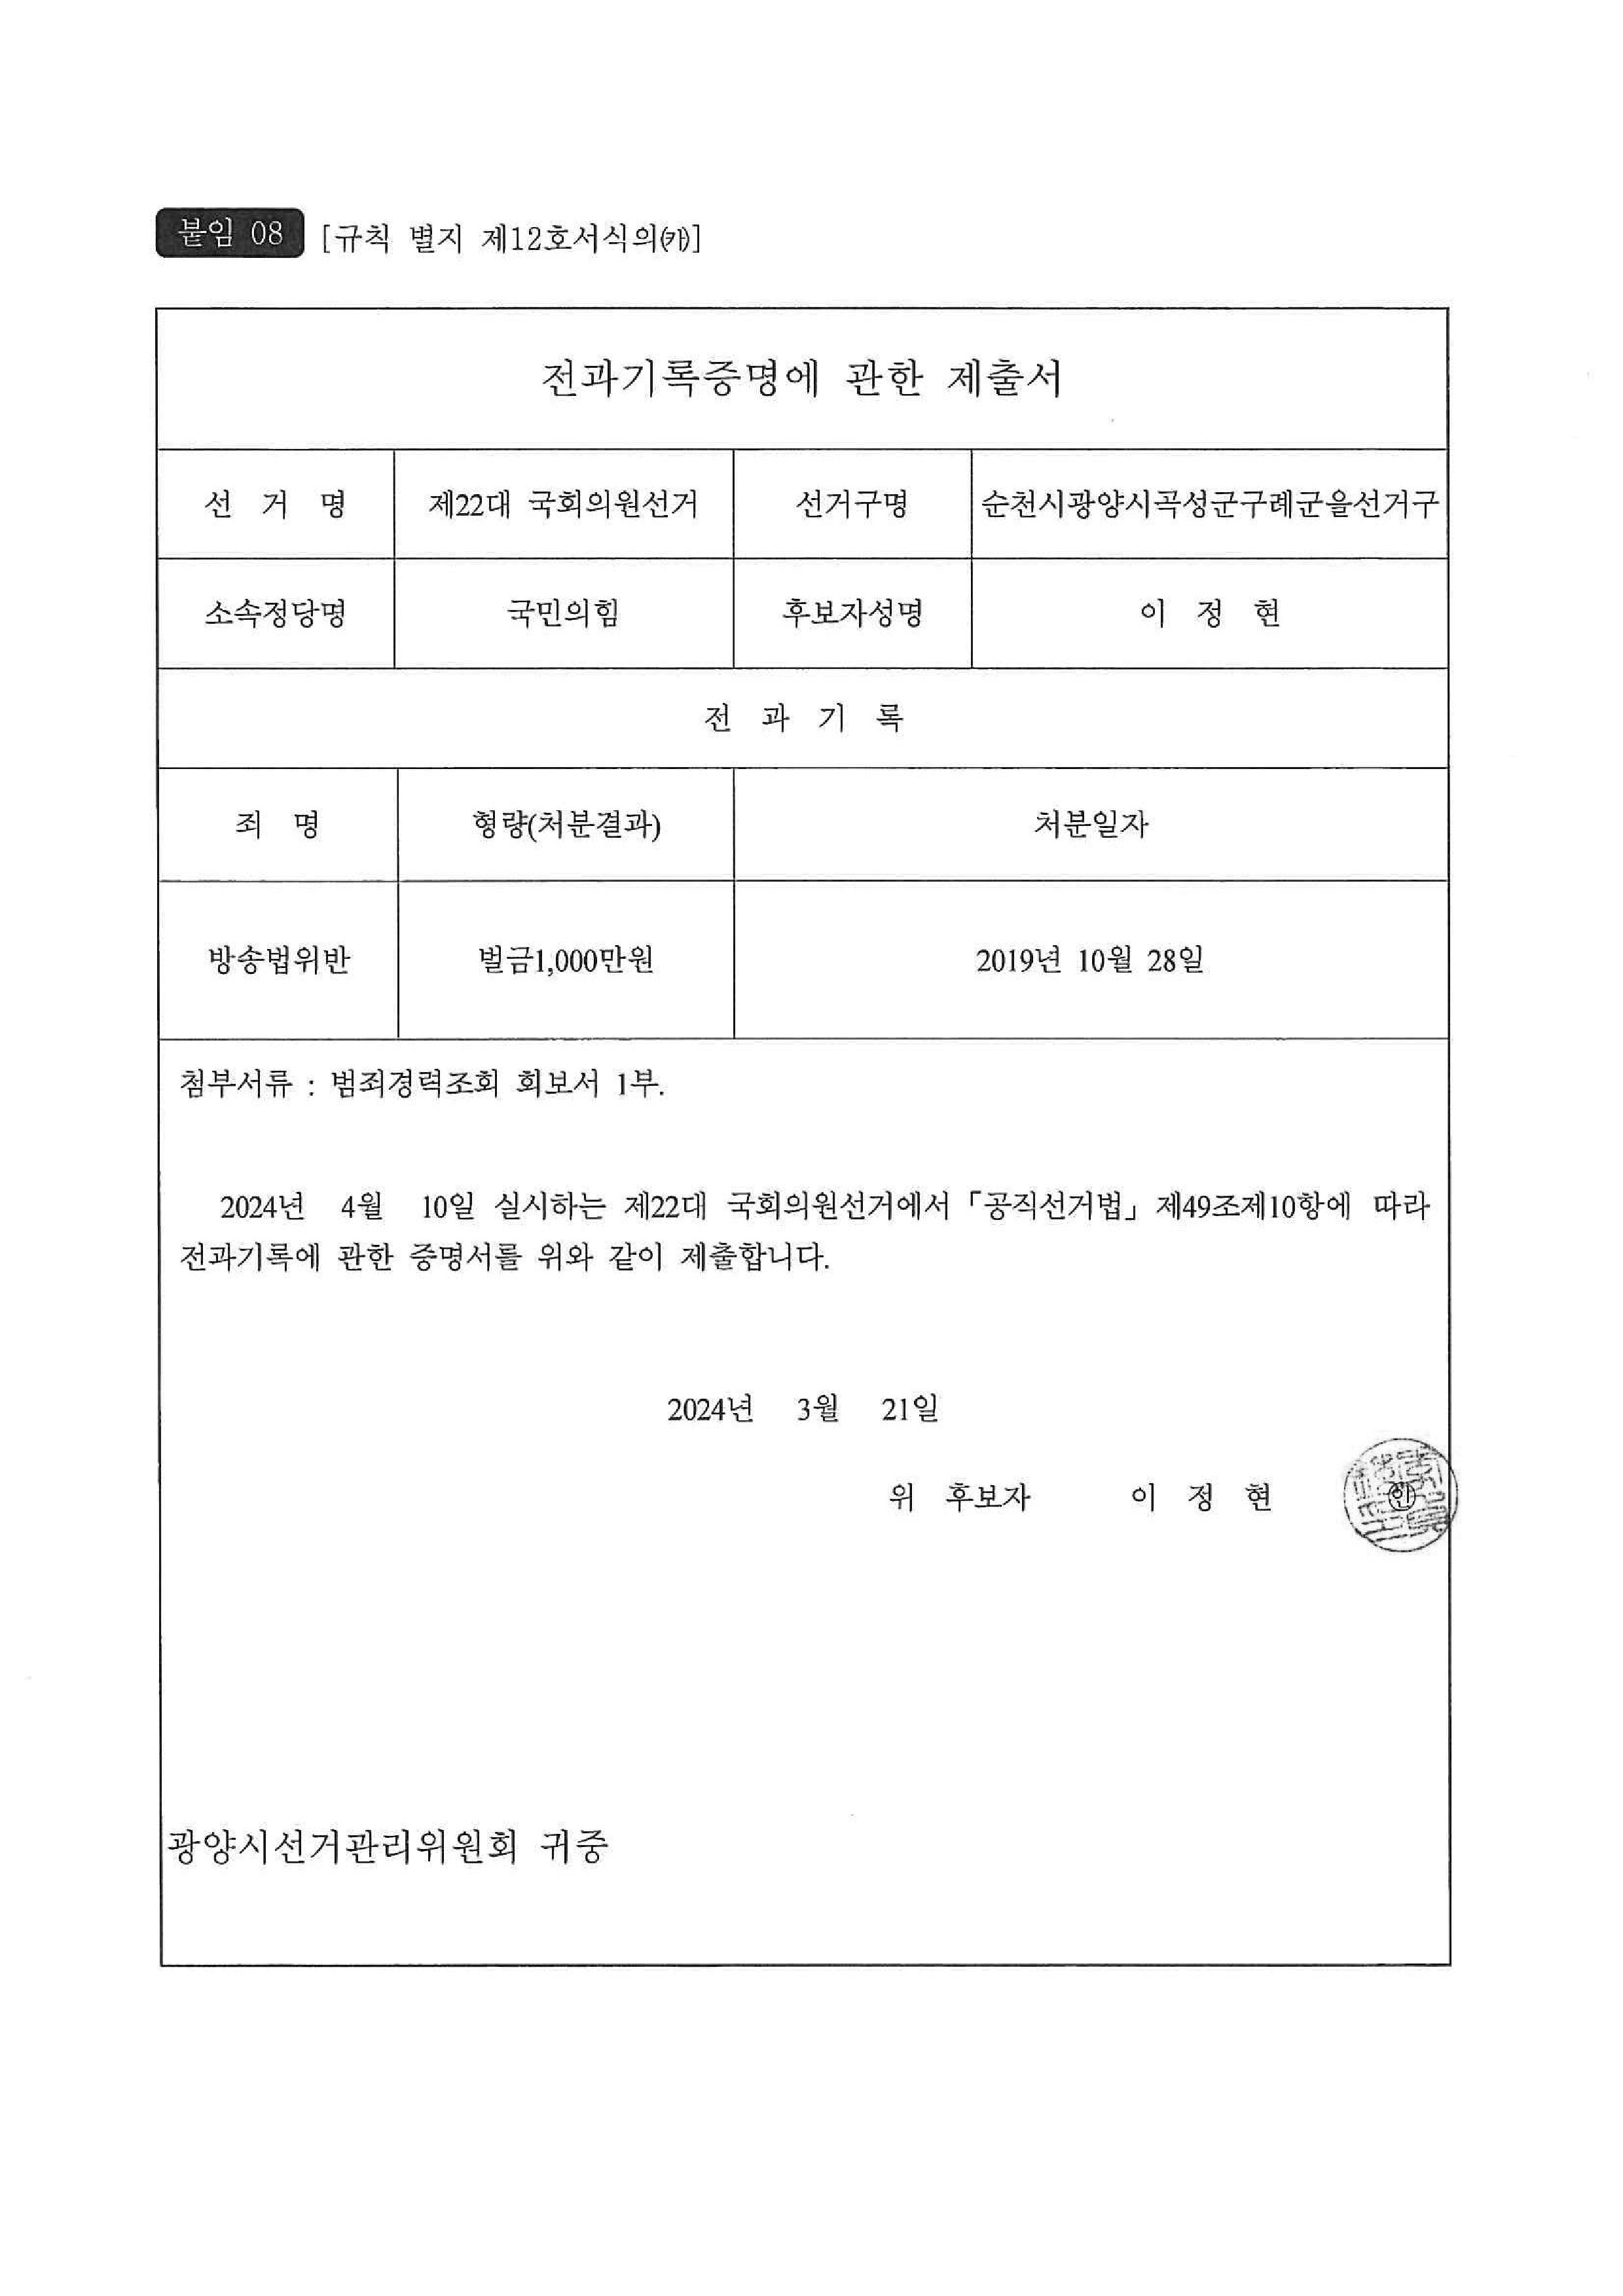 붙임 08 [규칙 별지 제12호서식의㈎]
전과기록증명에 관한 제출서
선 거 명 제22대 국회의원선거 선거구명 순천시광양시곡성군구례군을선거구
소속정당명 국민의힘 후보자성명 이 정 현
전 과 기 록
죄 명 형량(처분결과) 처분일자
방송법위반 벌금1,000만원 2019년 10월 28일
첨부서류 : 범죄경력조회 회보서 1부.
2024년 4월 10일 실시하는 제22대 국회의원선거에서「공직선거법」제49조제10항에 따라
전과기록에 관한 증명서를 위와 같이 제출합니다.
2024년 3월 21일
위 후보자 이 정 현 ㊞
광양시선거관리위원회 귀중